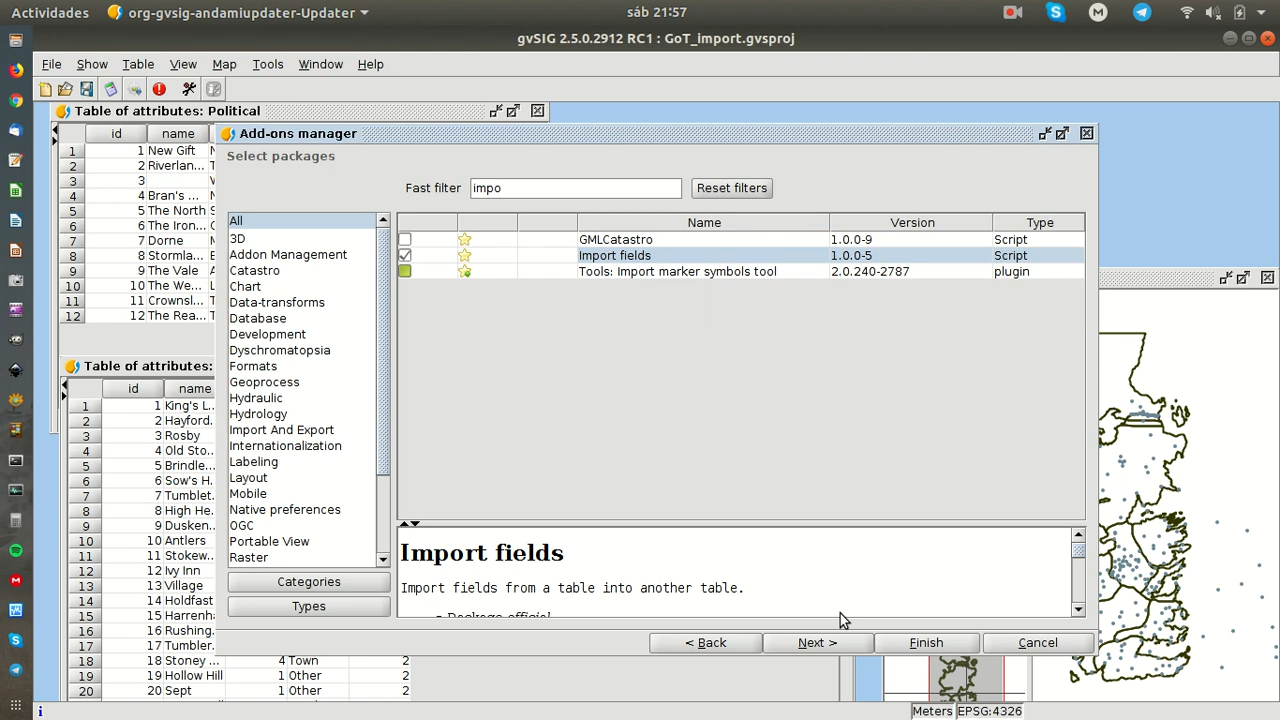 Actividades org-gvsig-andamiupdater-Updater sáb 21:57
gvSIG 2.5.0.2912 RC1 : GoT_import.gvsproj
File Show Table View Map Tools Window Help
Table of attributes: Political
id name
1 1 New Gift
2 2 Riverlan...
3 3
4 4 Bran's ...
5 5 The North
6 6 The Iron...
7 7 Dorne
8 8 Stormla...
9 9 The Vale
10 10 The We...
11 11 Crownsl...
12 12 The Rea...
Table of attributes:
id name
1 1 King's L...
2 2 Hayford.
3 3 Rosby
4 4 Old Sto...
5 5 Brindle...
6 6 Sow's H.
7 7 Tumblet.
8 8 High He...
9 9 Dusken...
10 10 Antlers
11 11 Stokew...
12 12 Ivy Inn
13 13 Village
14 14 Holdfast
15 15 Harrenh
16 16 Rushing.
17 17 Tumbler.
18 18 Stoney ... 4 Town 2
19 19 Hollow Hill 1 Other 2
20 20 Sept 1 Other 2
Add-ons manager
Select packages
Fast filter impo Reset filters
All
3D
Addon Management
Catastro
Chart
Data-transforms
Database
Development
Dyschromatopsia
Formats
Geoprocess
Hydraulic
Hydrology
Import And Export
Internationalization
Labeling
Layout
Mobile
Native preferences
OGC
Portable View
Raster
Categories
Types
Name Version Type
GMLCatastro 1.0.0-9 Script
Import fields 1.0.0-5 Script
Tools: Import marker symbols tool 2.0.240-2787 plugin
Import fields
Import fields from a table into another table.
- Package official
< Back Next > Finish Cancel
Meters EPSG:4326